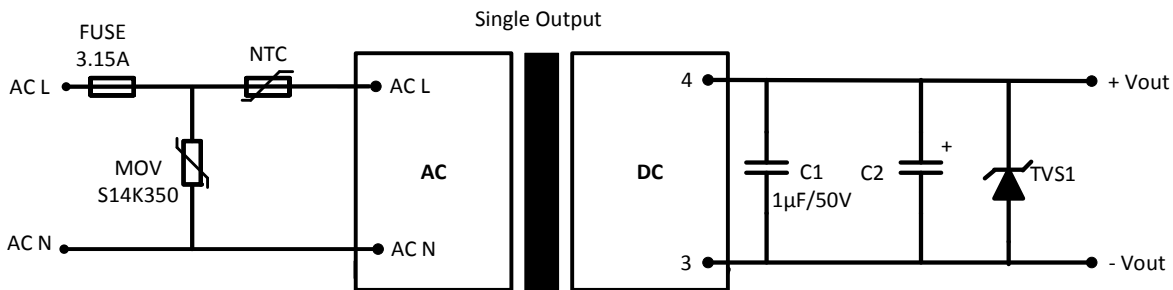 Single Output
FUSE
3.15A
NTC
AC L
AC L
4
+ Vout
MOV
S14K350
AC
DC
C1
1µF/50V
C2
+
TVS1
AC N
AC N
3
- Vout